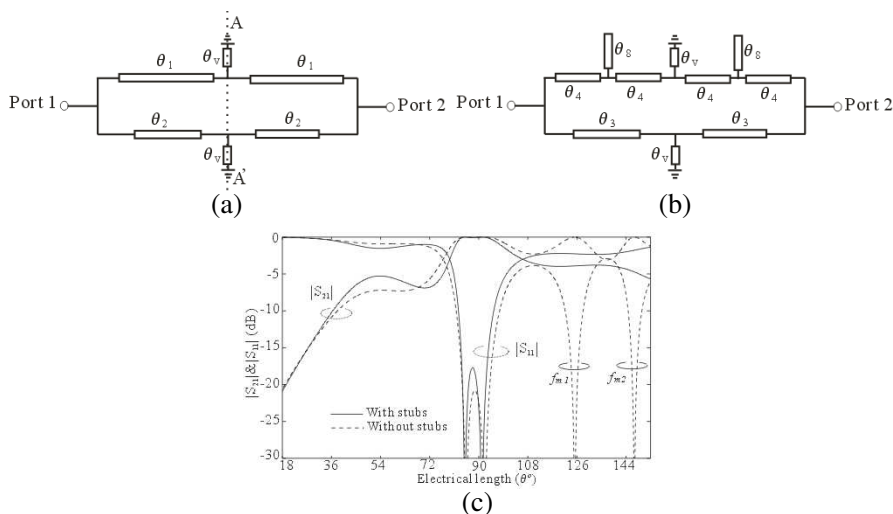 A
θv
θ1
θ1
Port 1
Port 2
θ2
θ2
θv
A'
(a)
θ8
θv
θ8
θ4
θ4
θ4
θ4
Port 1
Port 2
θ3
θ3
θv
(b)
0
-5
-10
-15
-20
-25
-30
|S21|&|S11| (dB)
|S21|
|S11|
fm1
fm2
With stubs
Without stubs
18
36
54
72
90
108
126
144
Electrical length (θ°)
(c)